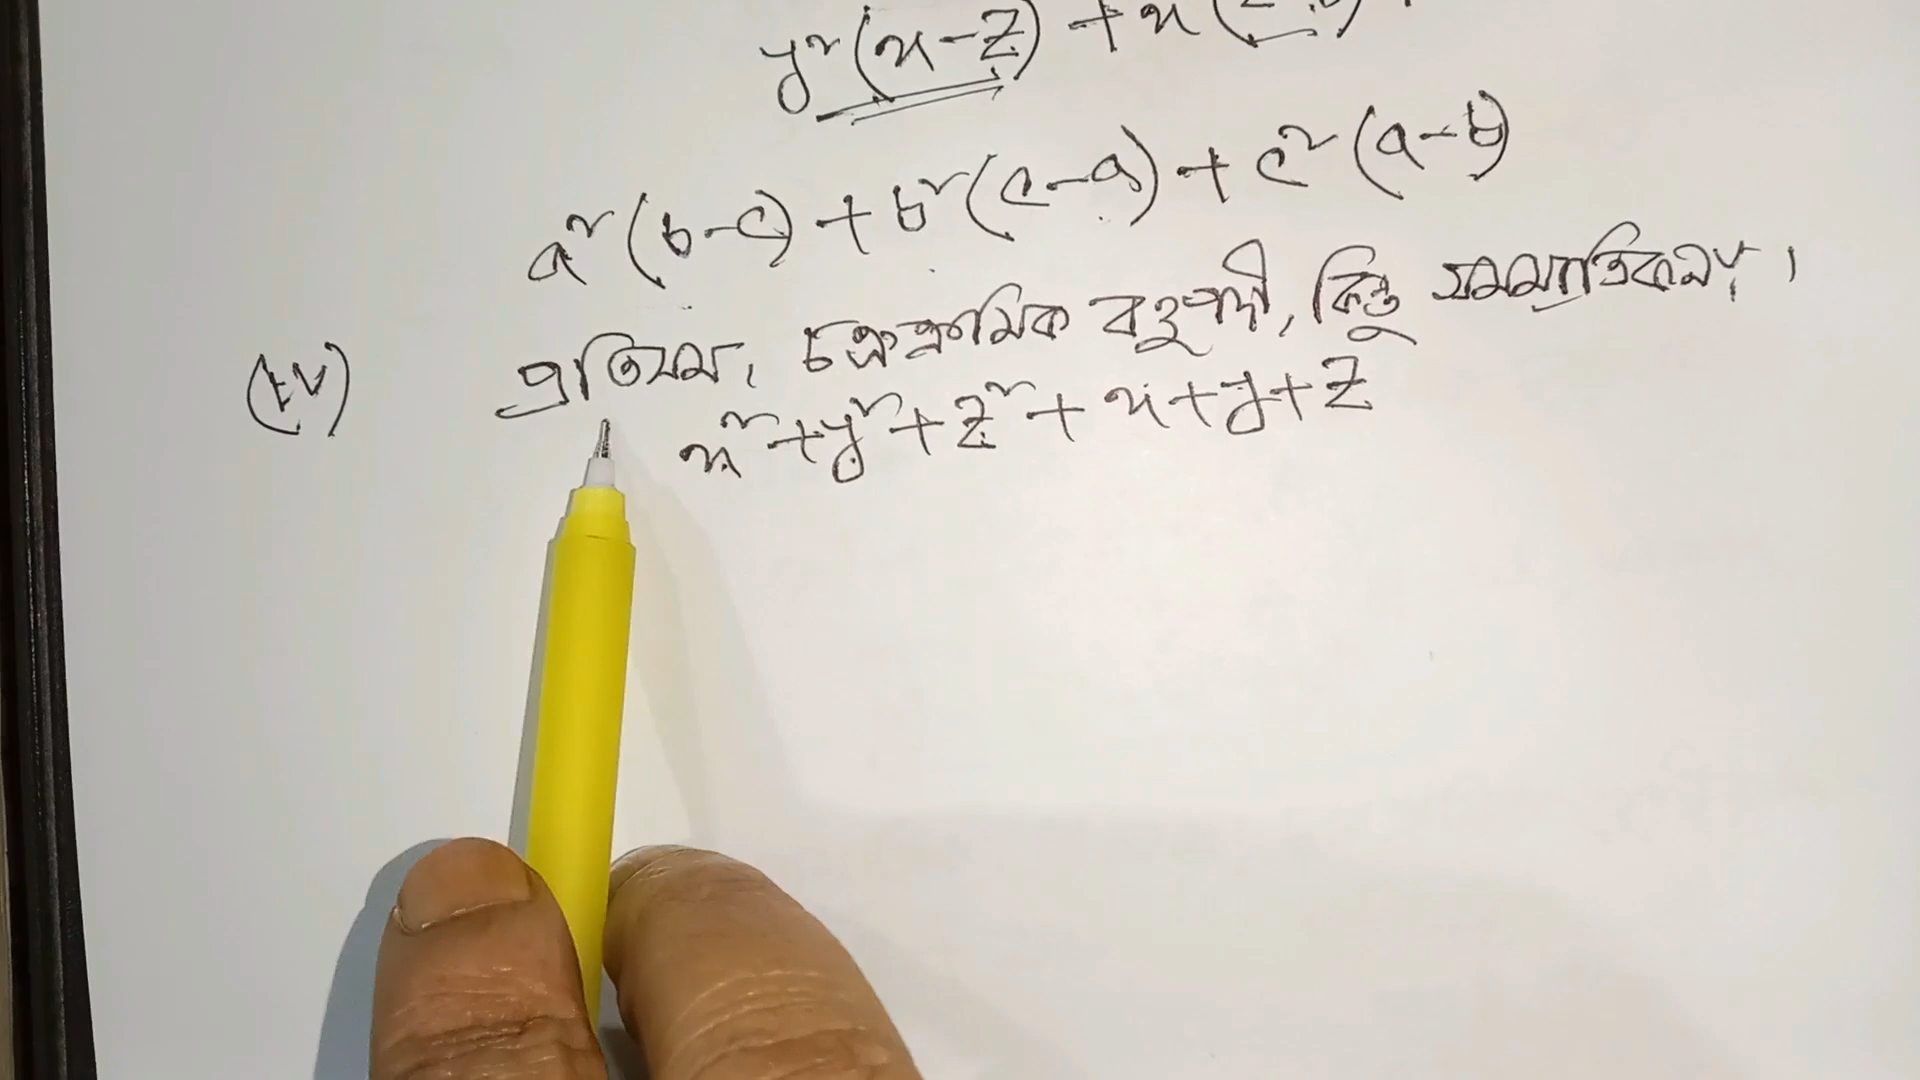 y²(x-z) + x
a²(b-c) + b²(c-a) + c²(a-b)
(iv) প্রতিসম, চক্রক্রমিক বহুপদী, কিন্তু সমমাত্রিক নয়।
x²+y²+z²+x+y+z